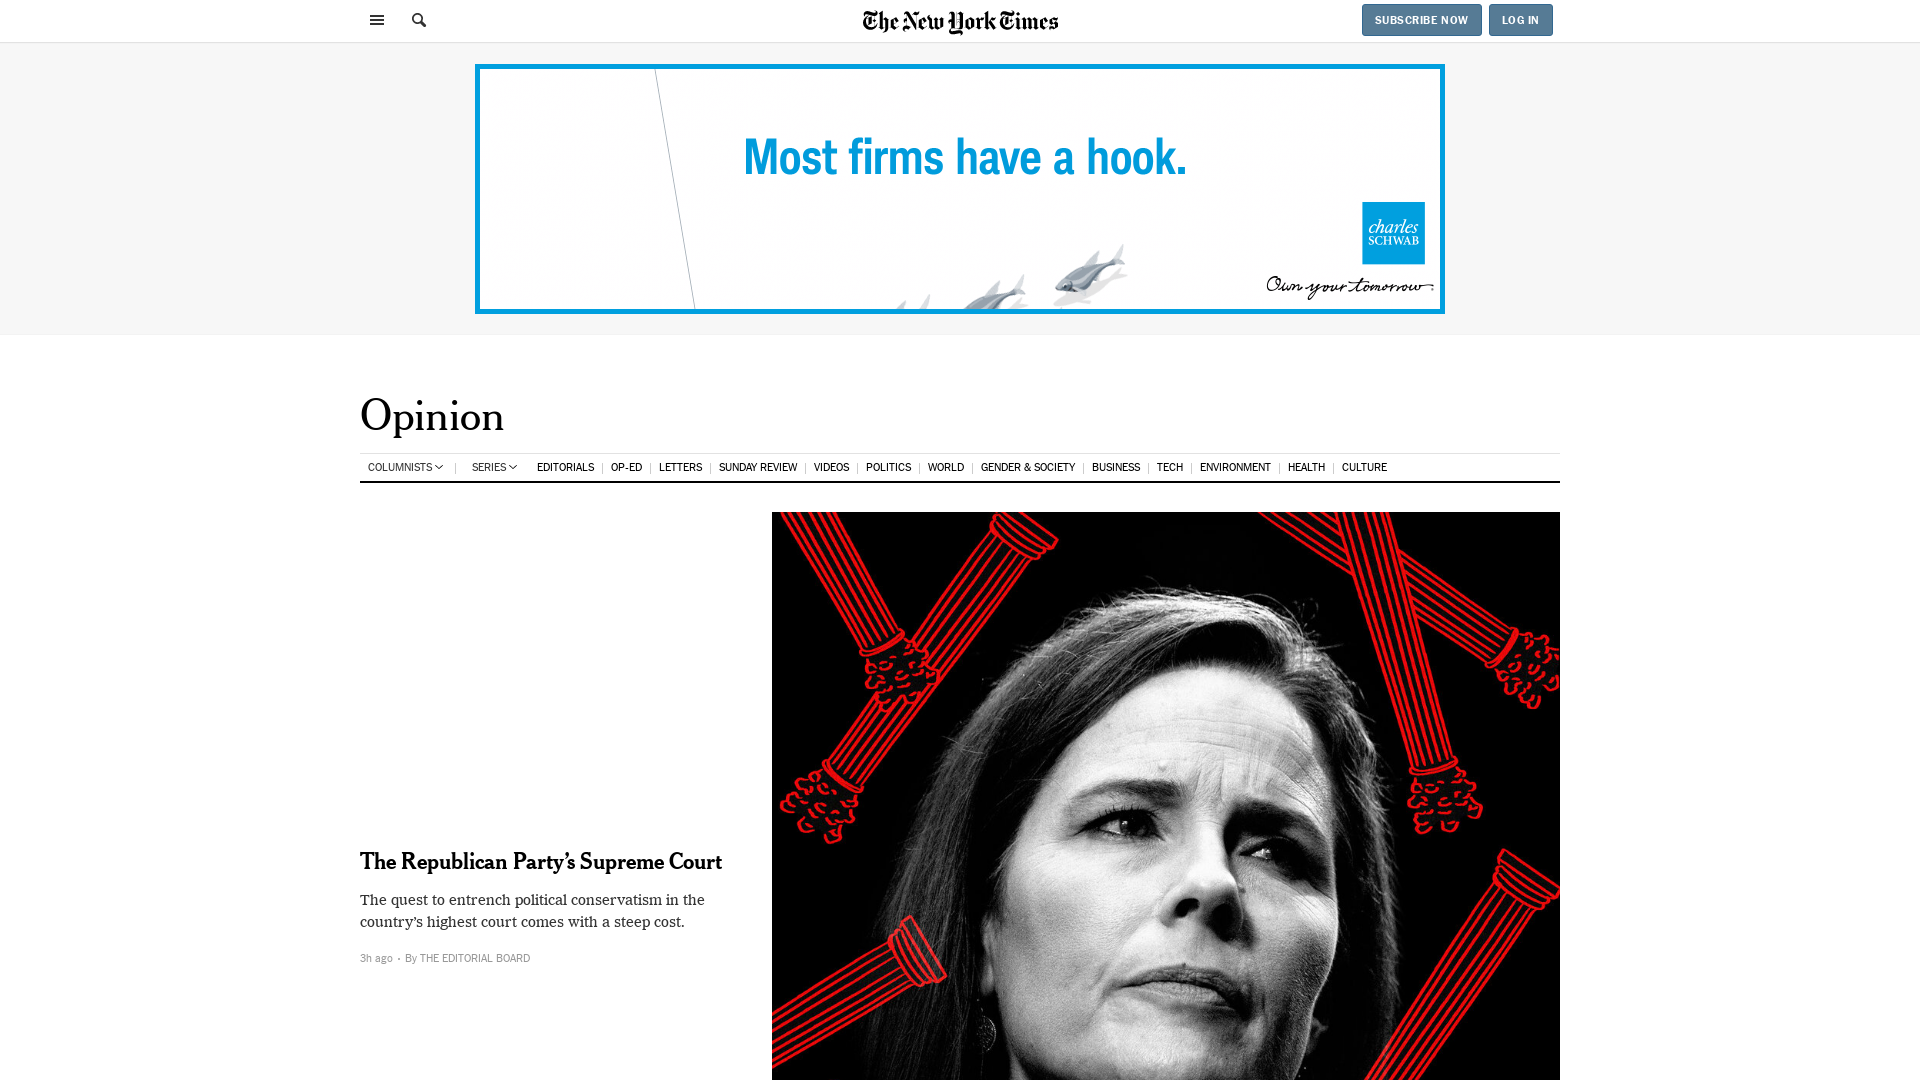 The New York Times
SUBSCRIBE NOW
LOG IN
Most firms have a hook.
charles
SCHWAB
Own your tomorrow
Opinion
COLUMNISTS SERIES EDITORIALS OP-ED LETTERS SUNDAY REVIEW VIDEOS POLITICS WORLD GENDER & SOCIETY BUSINESS TECH ENVIRONMENT HEALTH CULTURE
The Republican Party’s Supreme Court
The quest to entrench political conservatism in the
country’s highest court comes with a steep cost.
3h ago · By THE EDITORIAL BOARD